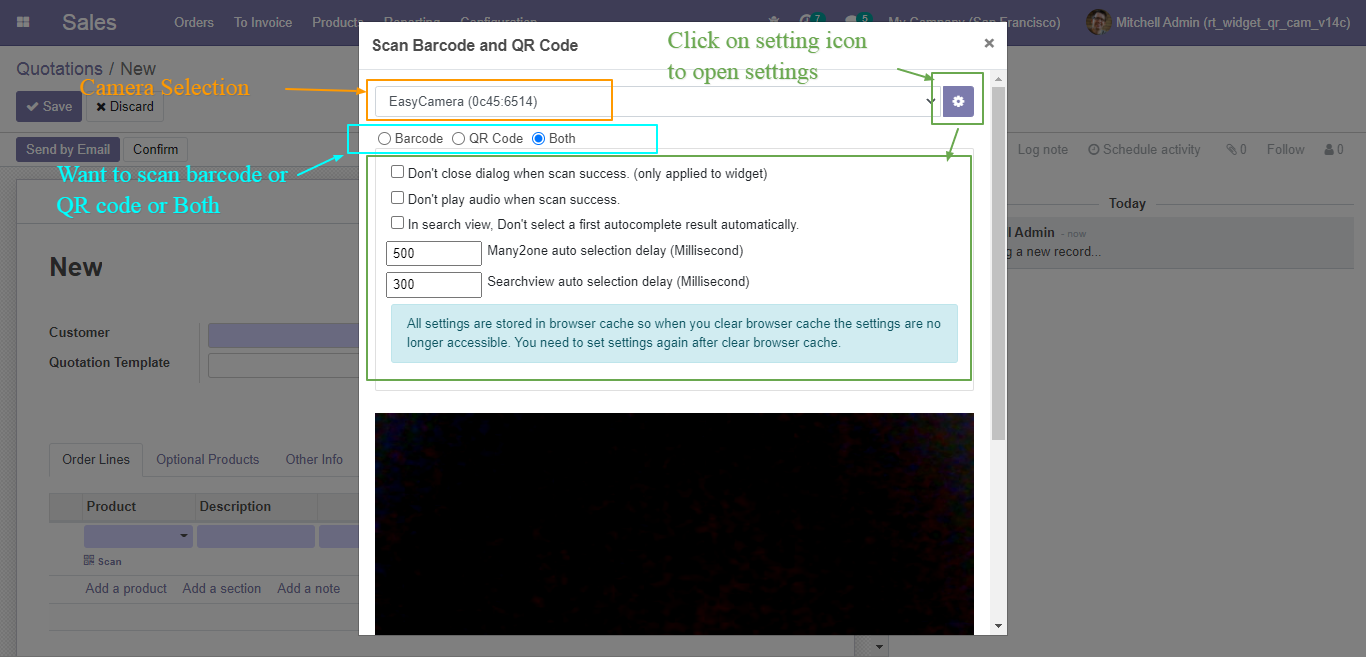 Sales Orders To Invoice Products Reporting Configuration 7 5 My Company (San Francisco) Mitchell Admin (rt_widget_qr_cam_v14c)
Quotations / New
Save Discard
Send by Email Confirm
Log note Schedule activity 0 Follow 0
Today
l Admin - now
g a new record...
New
Customer
Quotation Template
Order Lines Optional Products Other Info
Product Description
Scan
Add a product Add a section Add a note
Scan Barcode and QR Code ×
Click on setting icon
to open settings
Camera Selection
EasyCamera (0c45:6514)
Want to scan barcode or
QR code or Both
Barcode QR Code Both
Don't close dialog when scan success. (only applied to widget)
Don't play audio when scan success.
In search view, Don't select a first autocomplete result automatically.
500 Many2one auto selection delay (Millisecond)
300 Searchview auto selection delay (Millisecond)
All settings are stored in browser cache so when you clear browser cache the settings are no
longer accessible. You need to set settings again after clear browser cache.